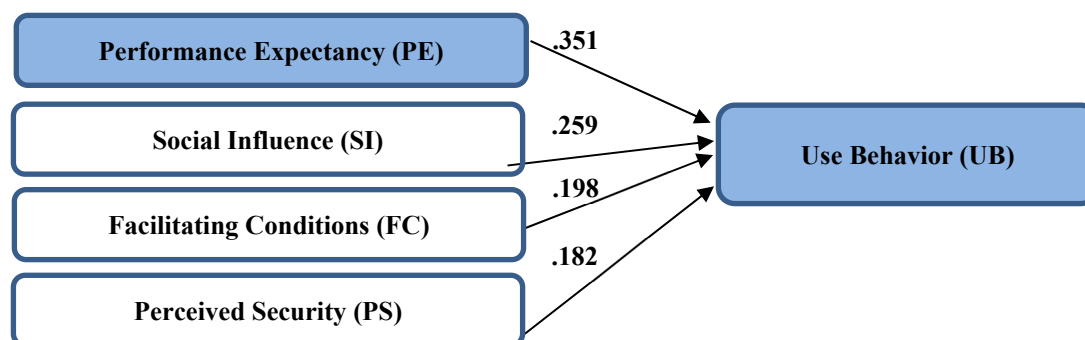 Performance Expectancy (PE)
.351
Social Influence (SI)
.259
Use Behavior (UB)
.198
Facilitating Conditions (FC)
.182
Perceived Security (PS)